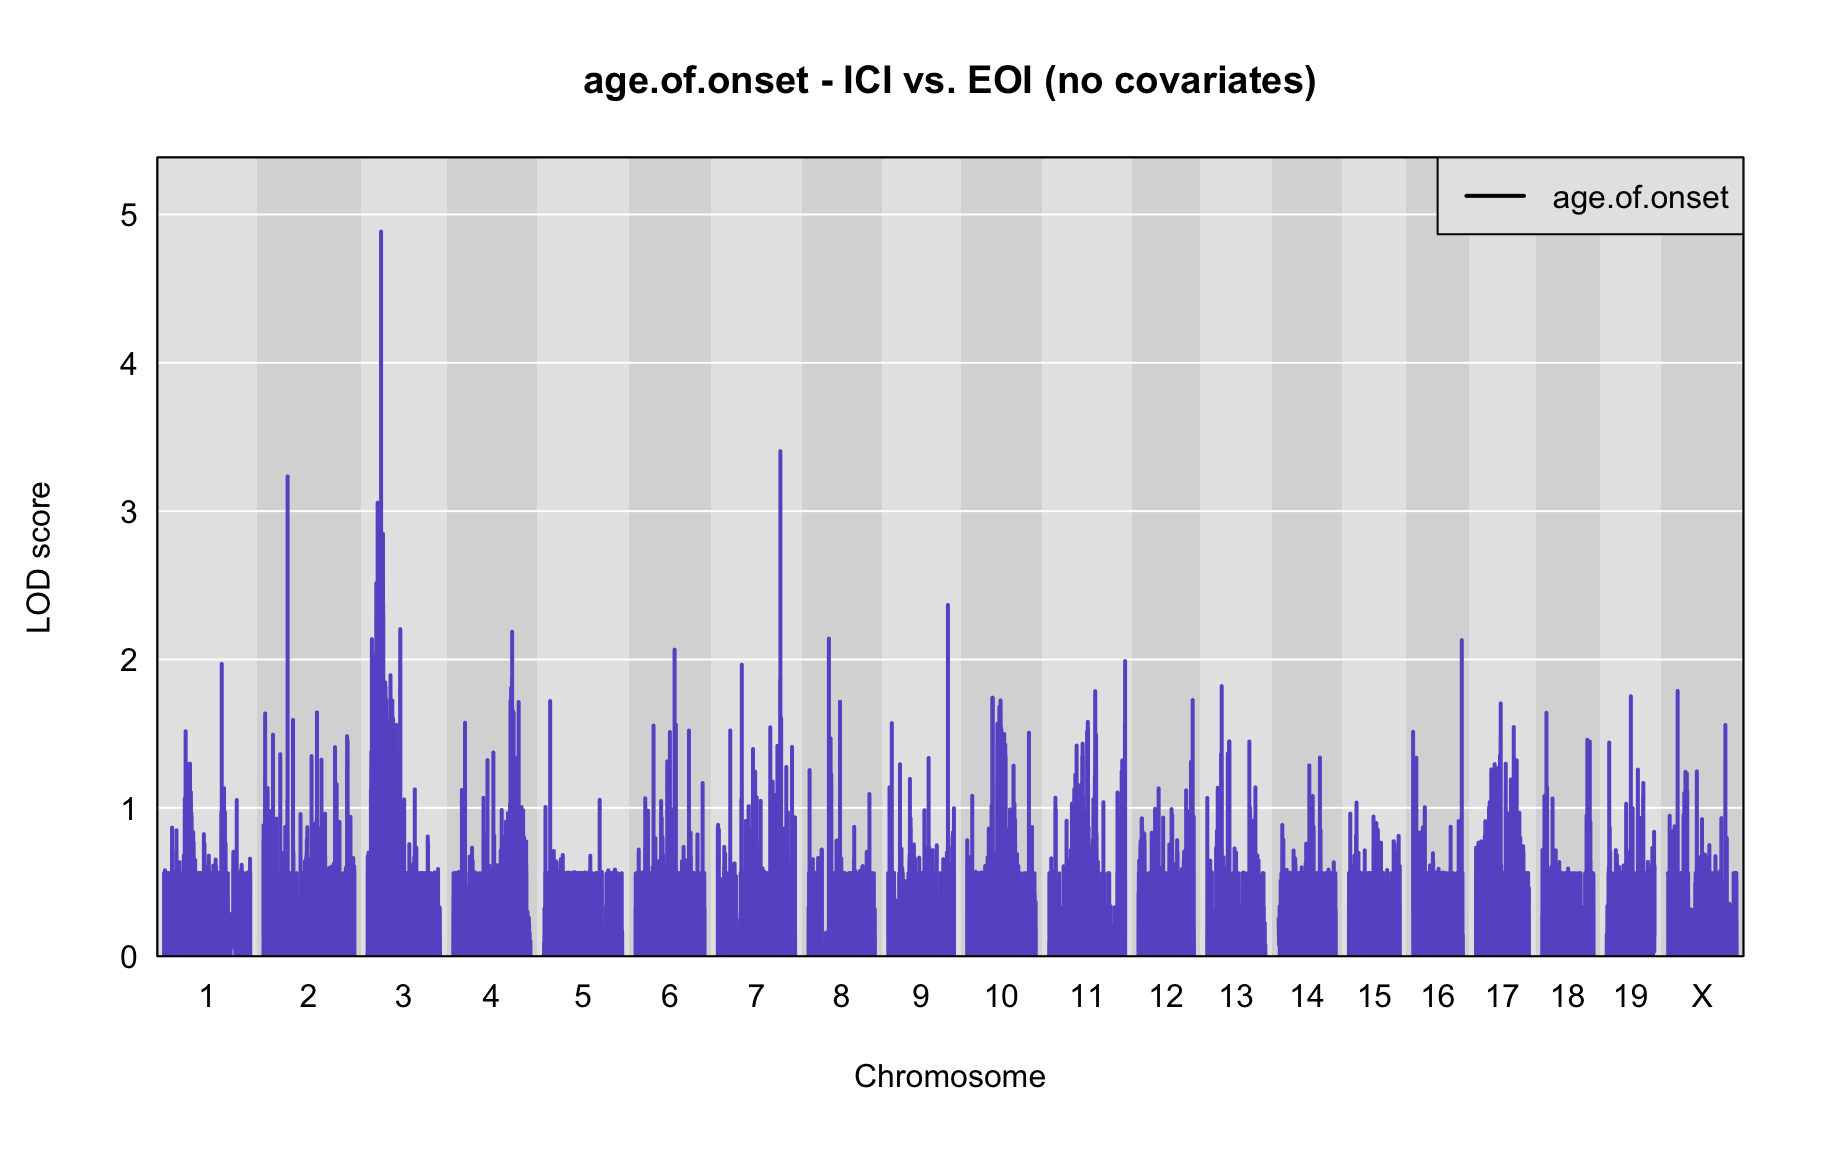 age.of.onset - ICI vs. EOI (no covariates)
age.of.onset
5
4
3
2
1
0
LOD score
1 2 3 4 5 6 7 8 9 10 11 12 13 14 15 16 17 18 19 X
Chromosome